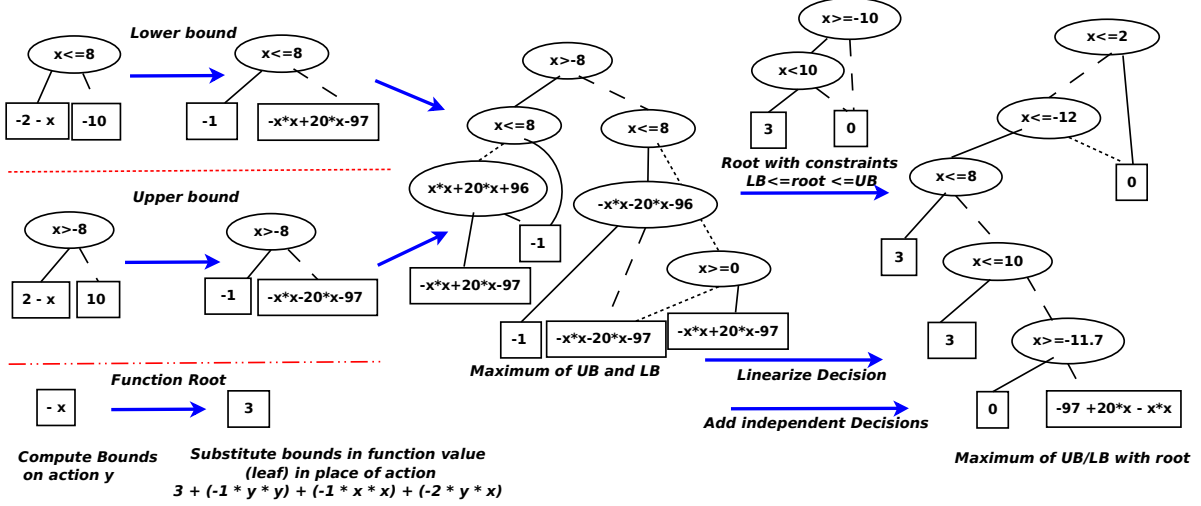 Lower bound
x<=8
-2 - x
-10
x<=8
-1
-x*x+20*x-97
Upper bound
x>-8
2 - x
10
x>-8
-1
-x*x-20*x-97
Function Root
- x
3
Compute Bounds
on action y
Substitute bounds in function value
(leaf) in place of action
3 + (-1 * y * y) + (-1 * x * x) + (-2 * y * x)
x>-8
x<=8
x<=8
x*x+20*x+96
-x*x-20*x-96
-1
x>=0
-x*x+20*x-97
-1
-x*x-20*x-97
-x*x+20*x-97
Maximum of UB and LB
x>=-10
x<10
3
0
Root with constraints
LB<=root <=UB
Linearize Decision
Add independent Decisions
x<=2
x<=-12
x<=8
0
3
x<=10
3
x>=-11.7
0
-97 +20*x - x*x
Maximum of UB/LB with root